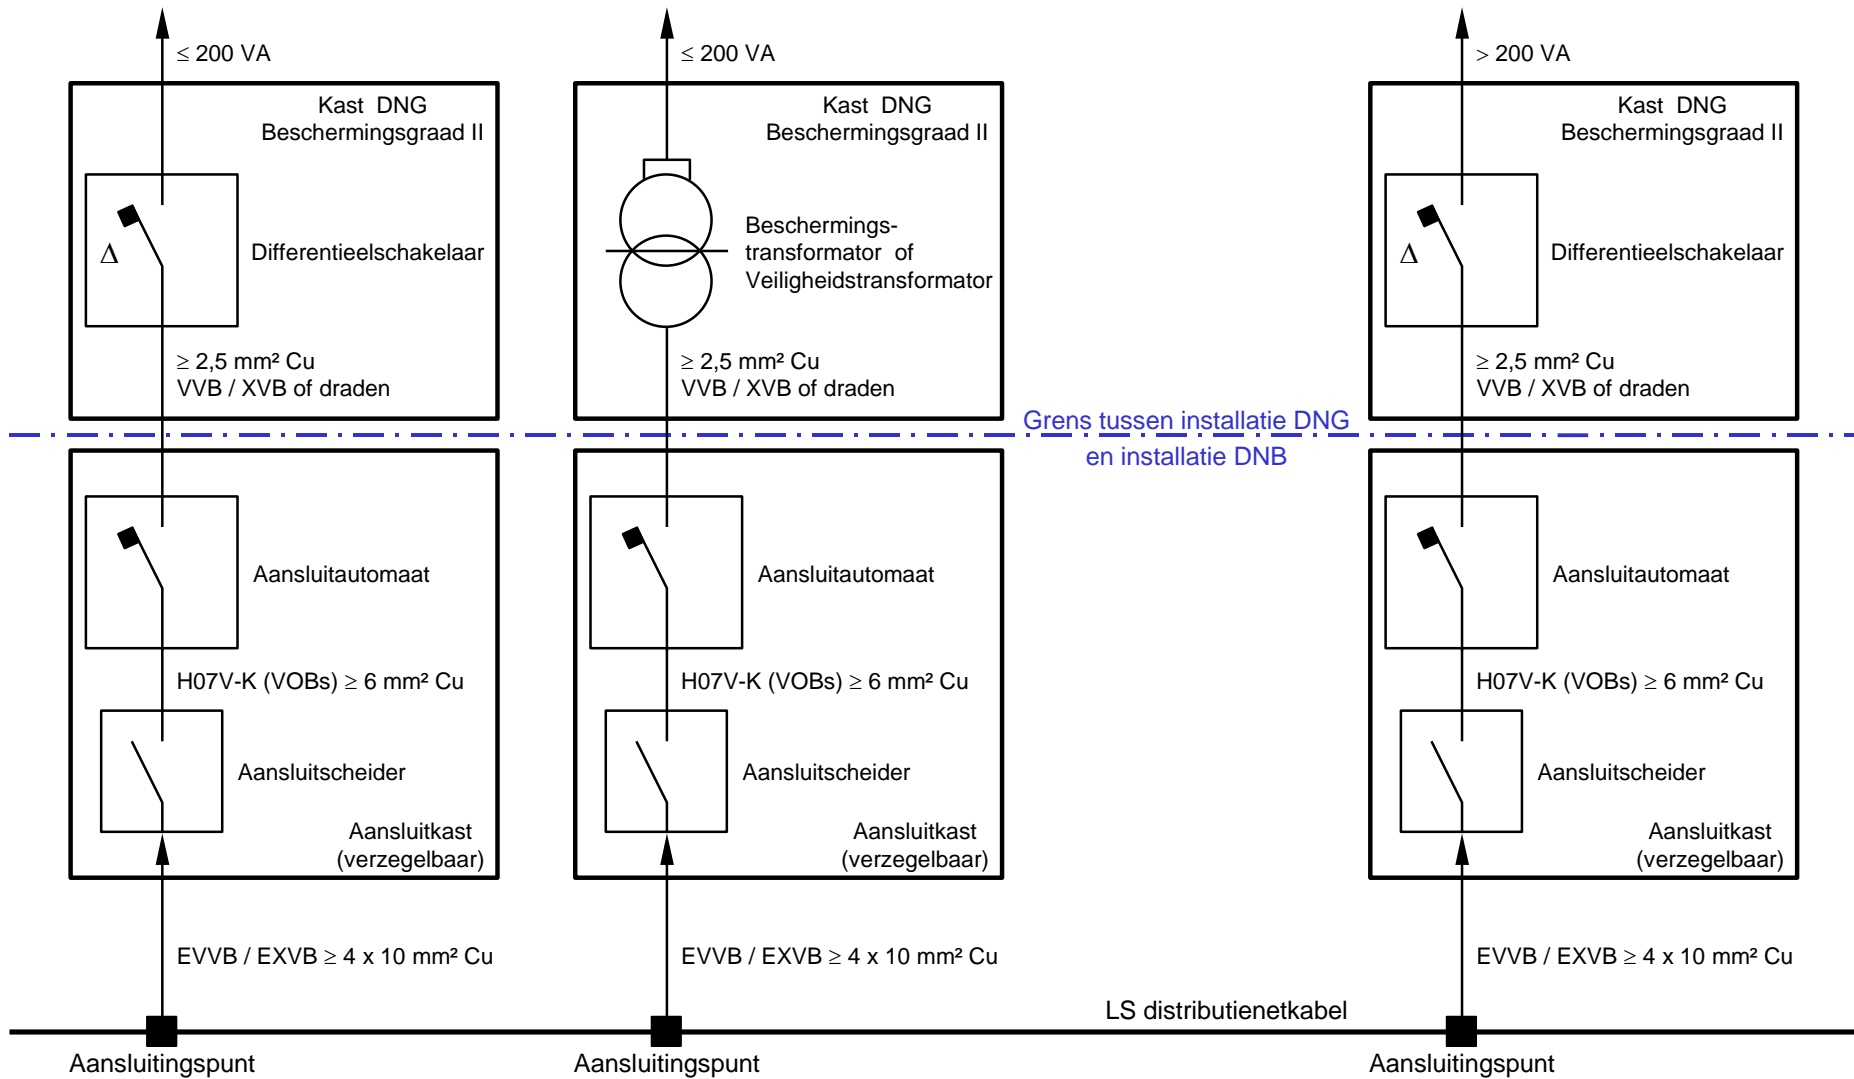 ≤ 200 VA
Kast DNG
Beschermingsgraad II
Δ
Differentieelschakelaar
≥ 2,5 mm² Cu
VVB / XVB of draden
≤ 200 VA
Kast DNG
Beschermingsgraad II
Beschermings-
transformator of
Veiligheidstransformator
≥ 2,5 mm² Cu
VVB / XVB of draden
> 200 VA
Kast DNG
Beschermingsgraad II
Δ
Differentieelschakelaar
≥ 2,5 mm² Cu
VVB / XVB of draden
Grens tussen installatie DNG
en installatie DNB
Aansluitautomaat
H07V-K (VOBs) ≥ 6 mm² Cu
Aansluitscheider
Aansluitkast
(verzegelbaar)
EVVB / EXVB ≥ 4 x 10 mm² Cu
Aansluitingspunt
Aansluitautomaat
H07V-K (VOBs) ≥ 6 mm² Cu
Aansluitscheider
Aansluitkast
(verzegelbaar)
EVVB / EXVB ≥ 4 x 10 mm² Cu
Aansluitingspunt
Aansluitautomaat
H07V-K (VOBs) ≥ 6 mm² Cu
Aansluitscheider
Aansluitkast
(verzegelbaar)
EVVB / EXVB ≥ 4 x 10 mm² Cu
LS distributienetkabel
Aansluitingspunt